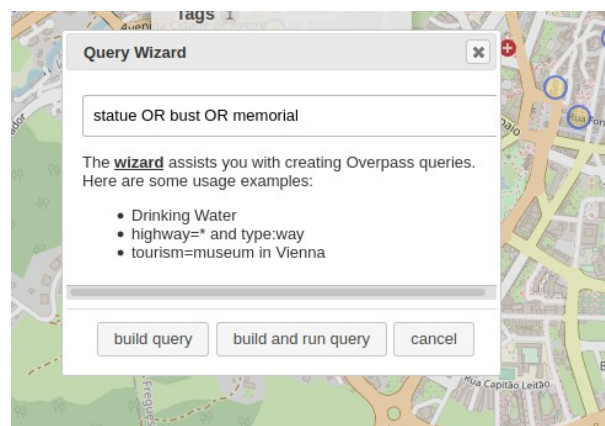 Tags 1
Query Wizard
statue OR bust OR memorial
The wizard assists you with creating Overpass queries.
Here are some usage examples:
• Drinking Water
• highway=* and type:way
• tourism=museum in Vienna
build query
build and run query
cancel
Rua Capitão Leitão
Fregues